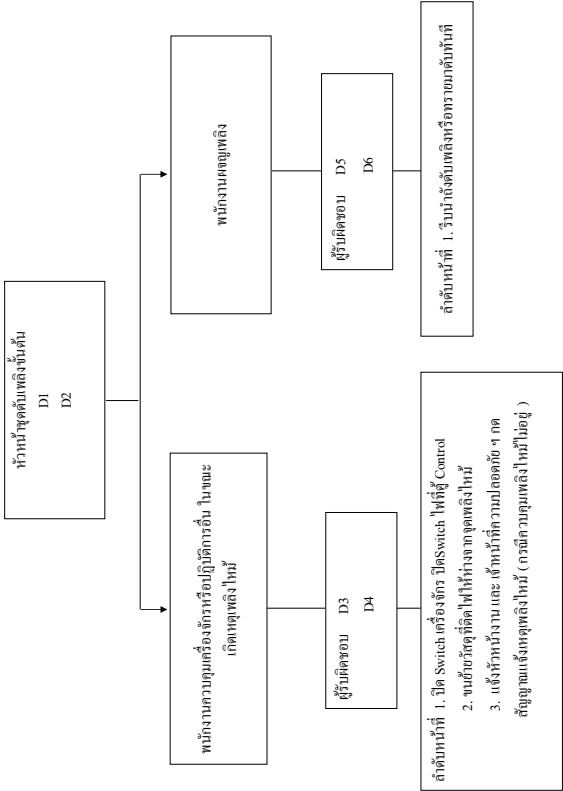 หัวหน้าชุดดับเพลิงขั้นต้น
D1
D2
พนักงานควบคุมเครื่องจักรหรือปฏิบัติการอื่น ในขณะ
เกิดเหตุเพลิงไหม้
ผู้รับผิดชอบ D3
D4
ลำดับหน้าที่ 1. ปิด Switch เครื่องจักร ปิดSwitch ไฟที่ตู้ Control
2. ขนย้ายวัสดุที่ติดไฟให้ห่างจากจุดเพลิงไหม้
3. แจ้งหัวหน้างาน และ เจ้าหน้าที่ความปลอดภัย ฯ กด
สัญญาณแจ้งเหตุเพลิงไหม้ ( กรณีควบคุมเพลิงไหม้ไม่อยู่ )
พนักงานผจญเพลิง
ผู้รับผิดชอบ D5
D6
ลำดับหน้าที่ 1. รีบนำถังดับเพลิงหรือทรายมาดับทันที